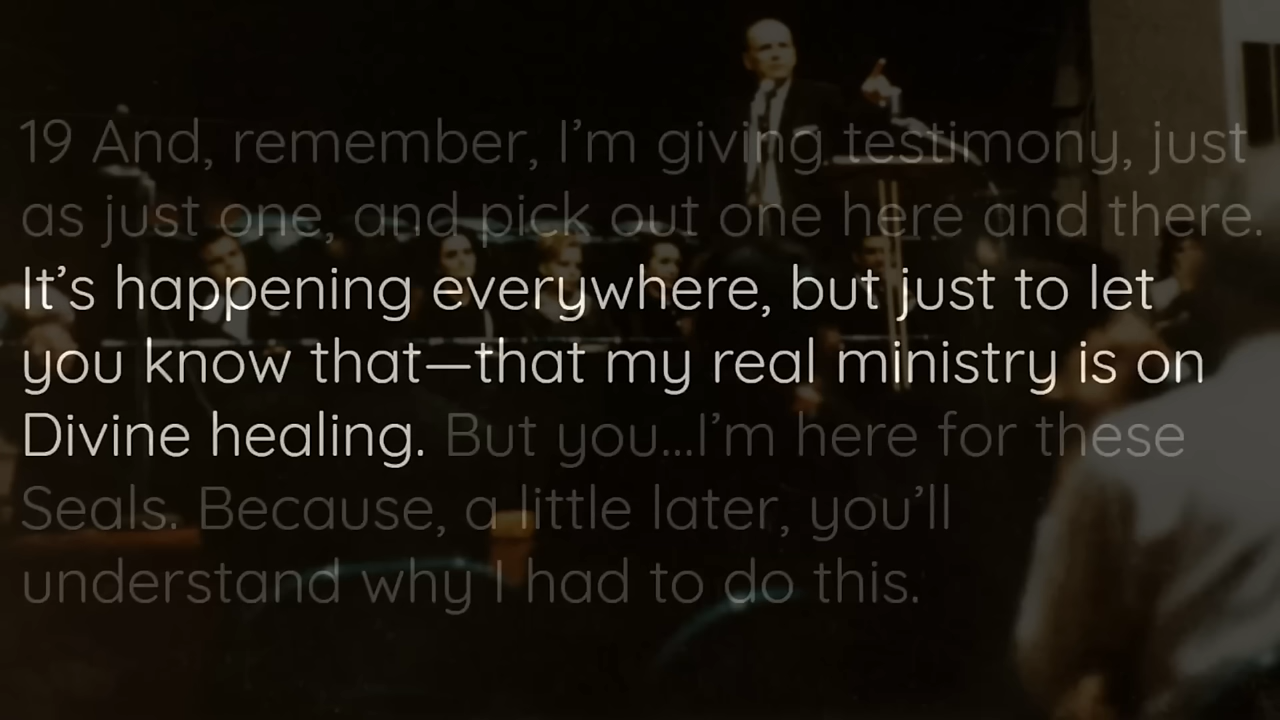 19 And, remember, I’m giving testimony, just
as just one, and pick out one here and there.
It’s happening everywhere, but just to let
you know that—that my real ministry is on
Divine healing. But you...I’m here for these
Seals. Because, a little later, you’ll
understand why I had to do this.